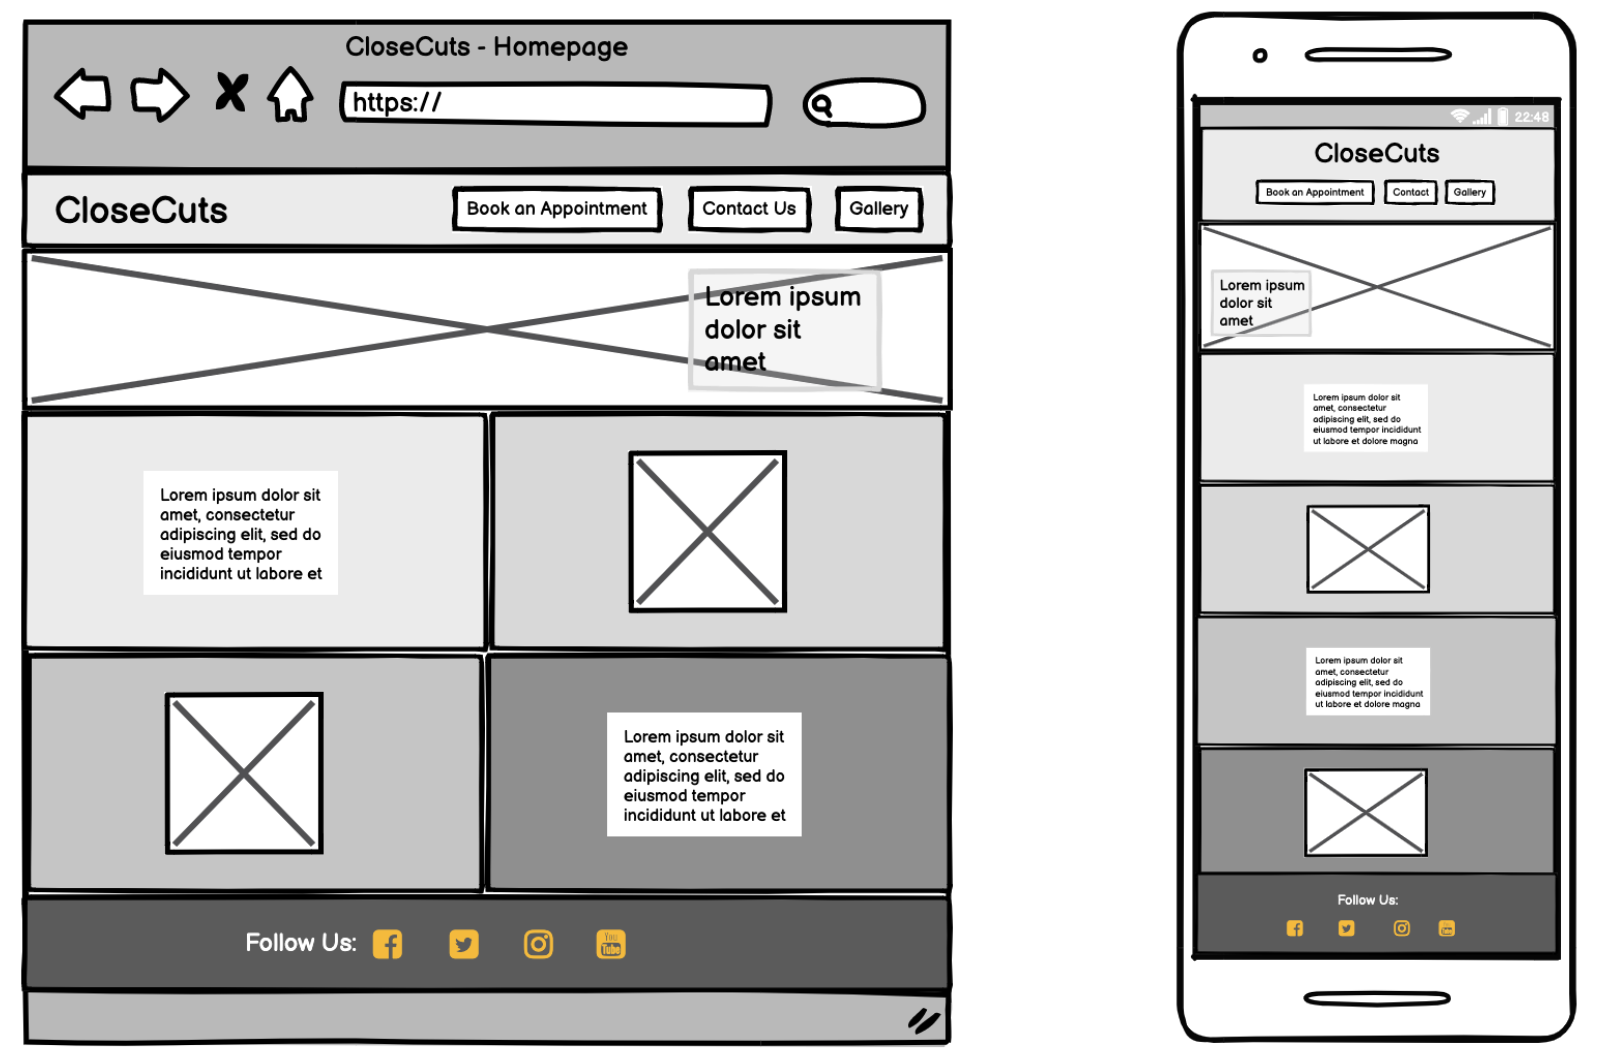 CloseCuts - Homepage
https://
CloseCuts
Book an Appointment
Contact Us
Gallery
Lorem ipsum
dolor sit
amet
Lorem ipsum dolor sit
amet, consectetur
adipiscing elit, sed do
eiusmod tempor
incididunt ut labore et
Lorem ipsum dolor sit
amet, consectetur
adipiscing elit, sed do
eiusmod tempor
incididunt ut labore et
Follow Us:
You
Tube
22:48
CloseCuts
Book an Appointment
Contact
Gallery
Lorem ipsum
dolor sit
amet
Lorem ipsum dolor sit
amet, consectetur
adipiscing elit, sed do
eiusmod tempor incididunt
ut labore et dolore magna
Lorem ipsum dolor sit
amet, consectetur
adipiscing elit, sed do
eiusmod tempor incididunt
ut labore et dolore magna
Follow Us: